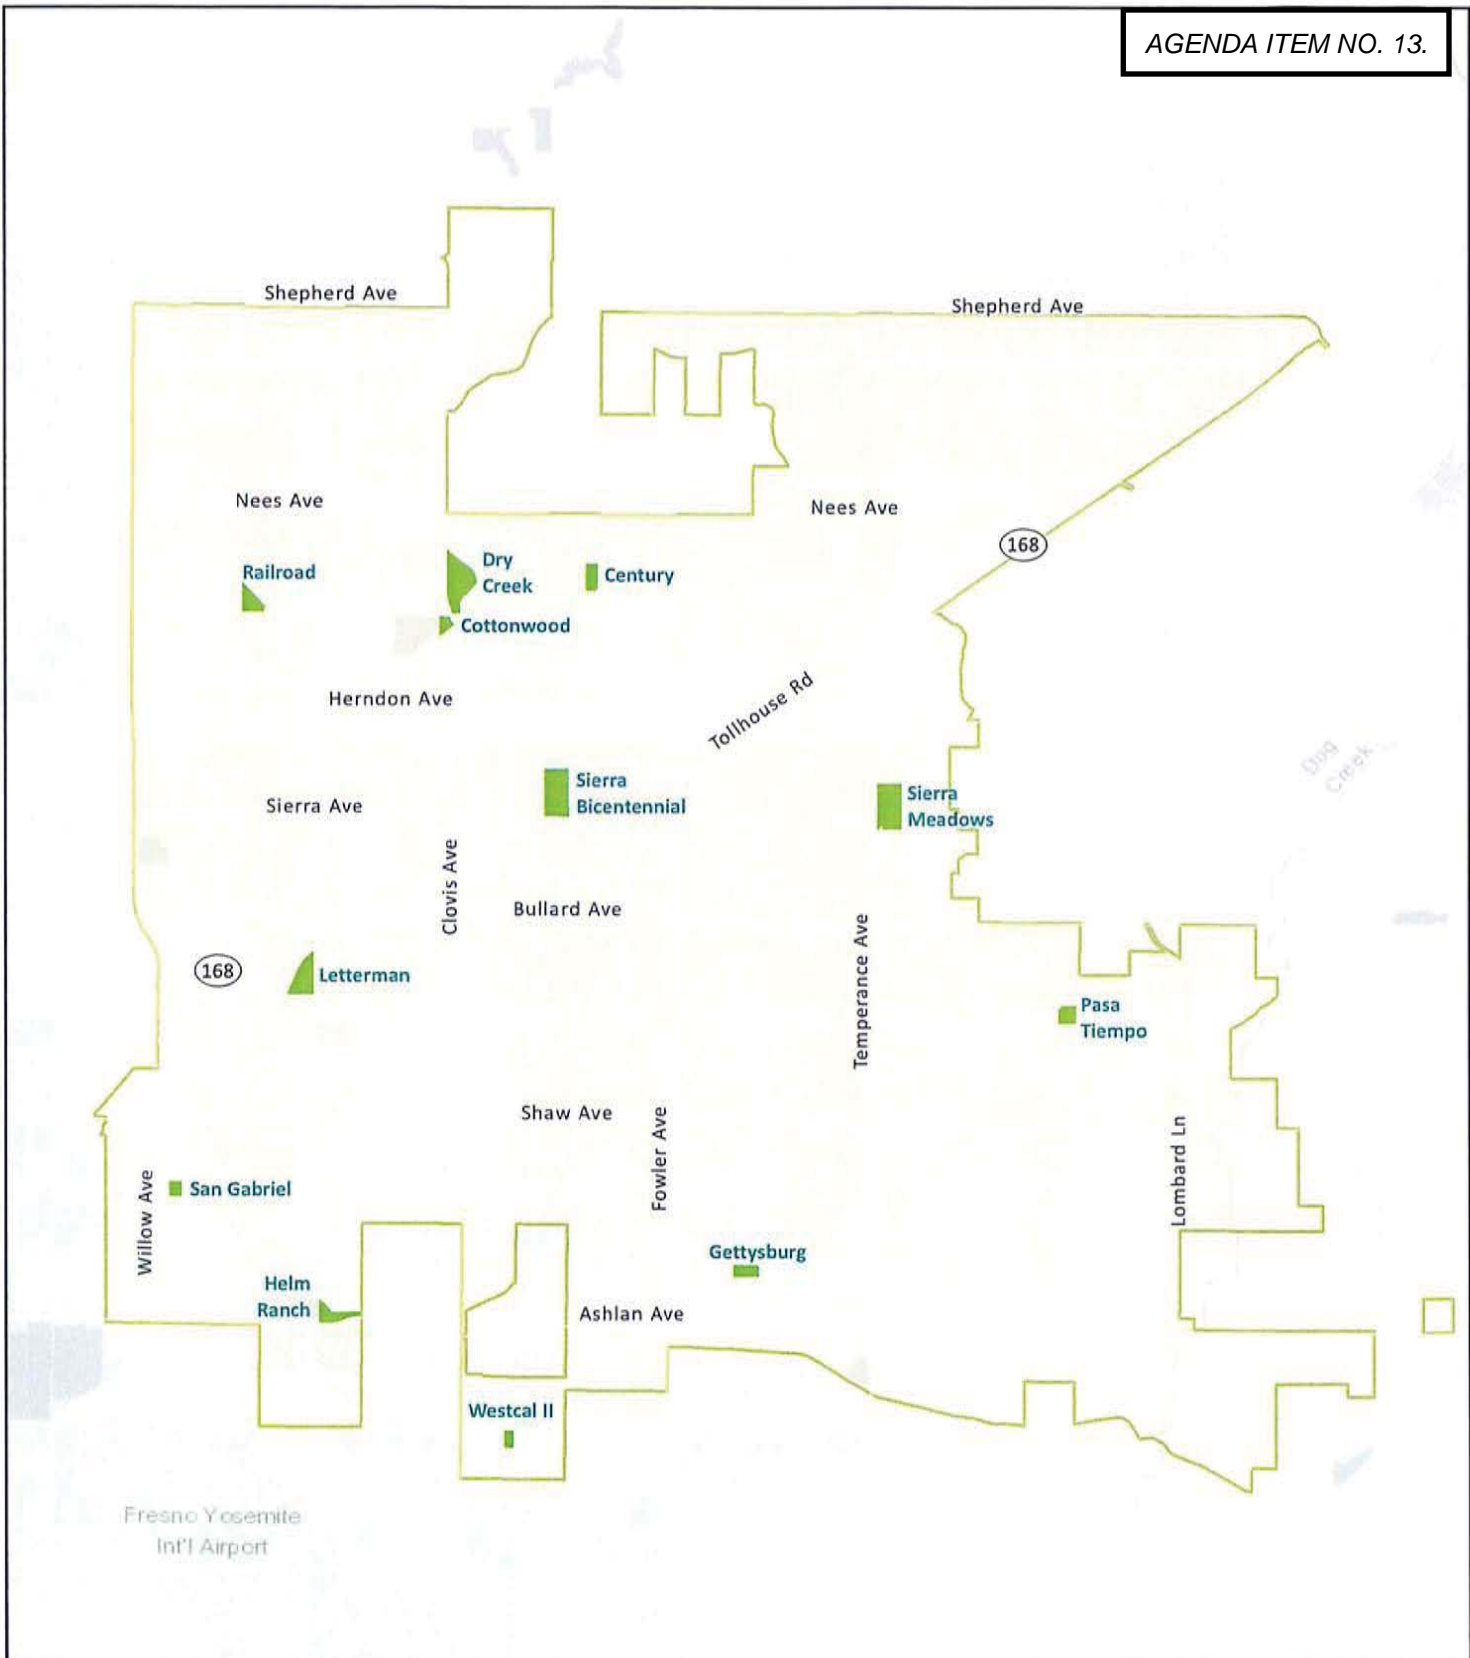 AGENDA ITEM NO. 13.
Shepherd Ave
Shepherd Ave
Nees Ave
Nees Ave
168
Railroad
Dry
Creek
Century
Cottonwood
Herndon Ave
Tollhouse Rd
Sierra
Bicentennial
Sierra
Meadows
Dog
Creek
Sierra Ave
Clovis Ave
Bullard Ave
168
Letterman
Temperance Ave
Pasa
Tiempo
Shaw Ave
Fowler Ave
Lombard Ln
Willow Ave
San Gabriel
Gettysburg
Helm
Ranch
Ashlan Ave
Westcal II
Fresno Yosemite
Int'l Airport